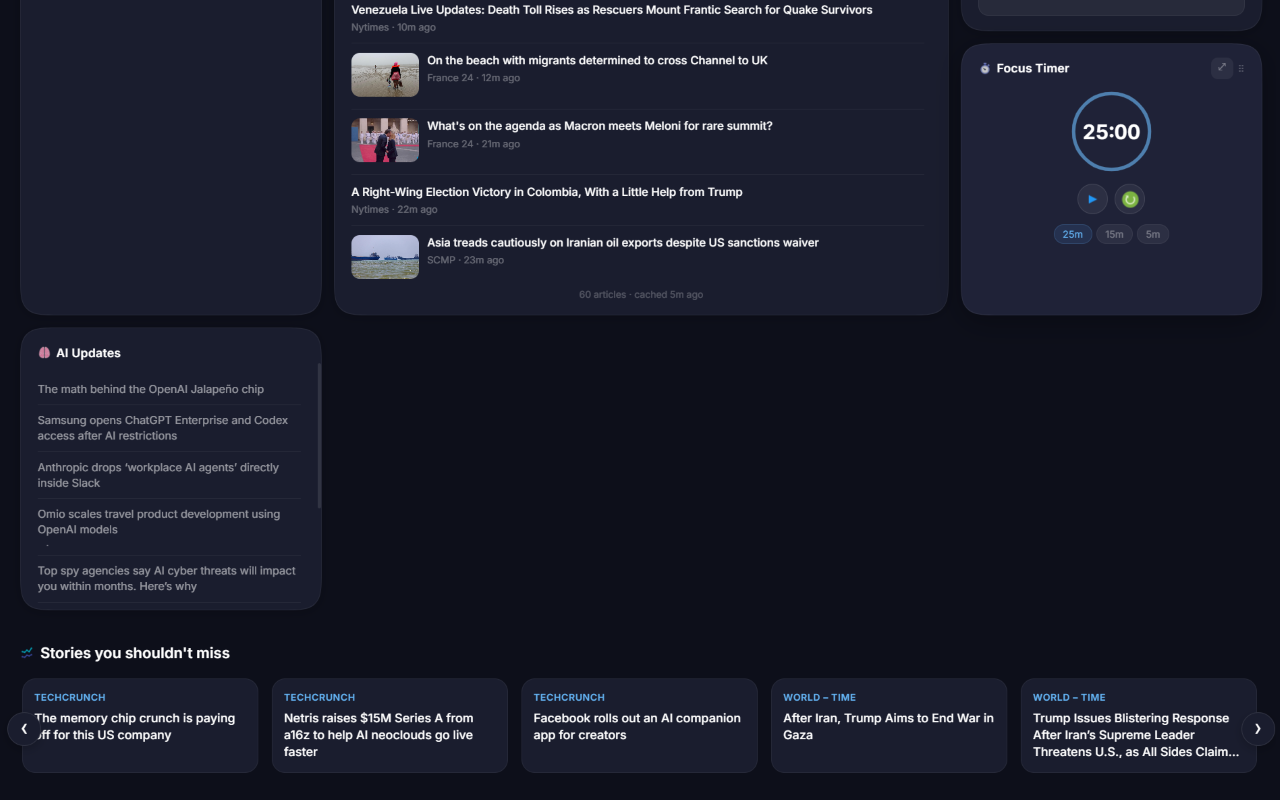 Venezuela Live Updates: Death Toll Rises as Rescuers Mount Frantic Search for Quake Survivors
Nytimes · 10m ago
On the beach with migrants determined to cross Channel to UK
France 24 · 12m ago
What's on the agenda as Macron meets Meloni for rare summit?
France 24 · 21m ago
A Right-Wing Election Victory in Colombia, With a Little Help from Trump
Nytimes · 22m ago
Asia treads cautiously on Iranian oil exports despite US sanctions waiver
SCMP · 23m ago
60 articles · cached 5m ago
Focus Timer
25:00
25m
15m
5m
AI Updates
The math behind the OpenAI Jalapeño chip
Samsung opens ChatGPT Enterprise and Codex
access after AI restrictions
Anthropic drops ‘workplace AI agents’ directly
inside Slack
Omio scales travel product development using
OpenAI models
Top spy agencies say AI cyber threats will impact
you within months. Here’s why
Stories you shouldn't miss
TECHCRUNCH
The memory chip crunch is paying
off for this US company
TECHCRUNCH
Netris raises $15M Series A from
a16z to help AI neoclouds go live
faster
TECHCRUNCH
Facebook rolls out an AI companion
app for creators
WORLD – TIME
After Iran, Trump Aims to End War in
Gaza
WORLD – TIME
Trump Issues Blistering Response
After Iran’s Supreme Leader
Threatens U.S., as All Sides Claim...